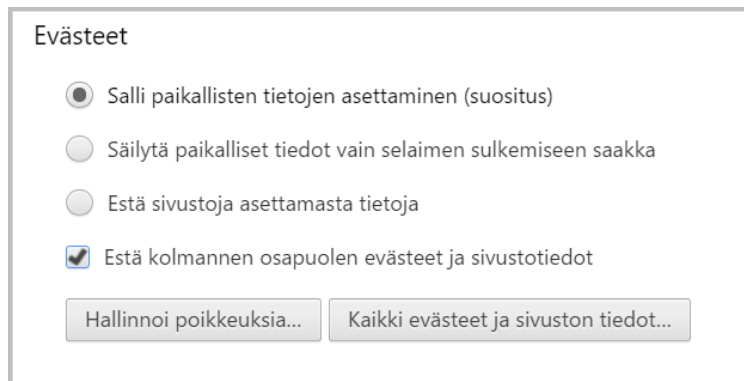 Evästeet
Salli paikallisten tietojen asettaminen (suositus)
Säilytä paikalliset tiedot vain selaimen sulkemiseen saakka
Estä sivustoja asettamasta tietoja
Estä kolmannen osapuolen evästeet ja sivustotiedot
Hallinnoi poikkeuksia... Kaikki evästeet ja sivuston tiedot...